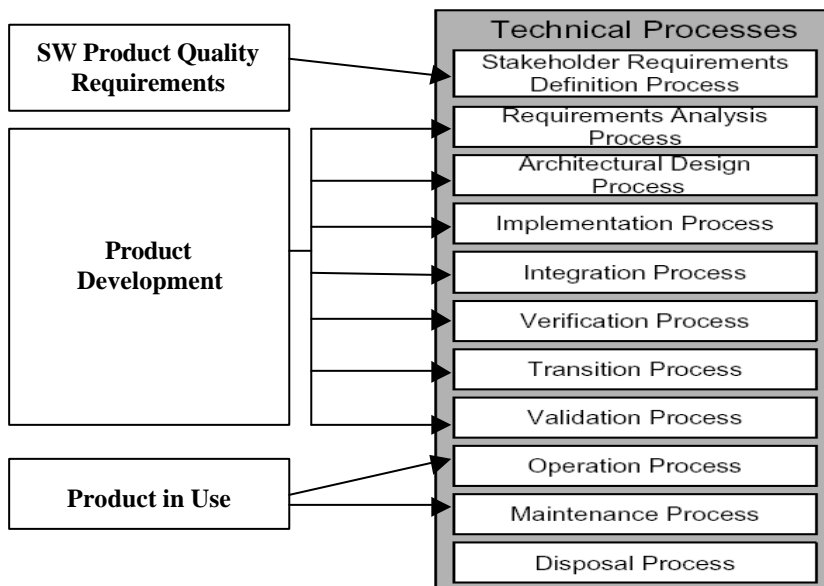 SW Product Quality
Requirements
Product
Development
Product in Use
Technical Processes
Stakeholder Requirements
Definition Process
Requirements Analysis
Process
Architectural Design
Process
Implementation Process
Integration Process
Verification Process
Transition Process
Validation Process
Operation Process
Maintenance Process
Disposal Process